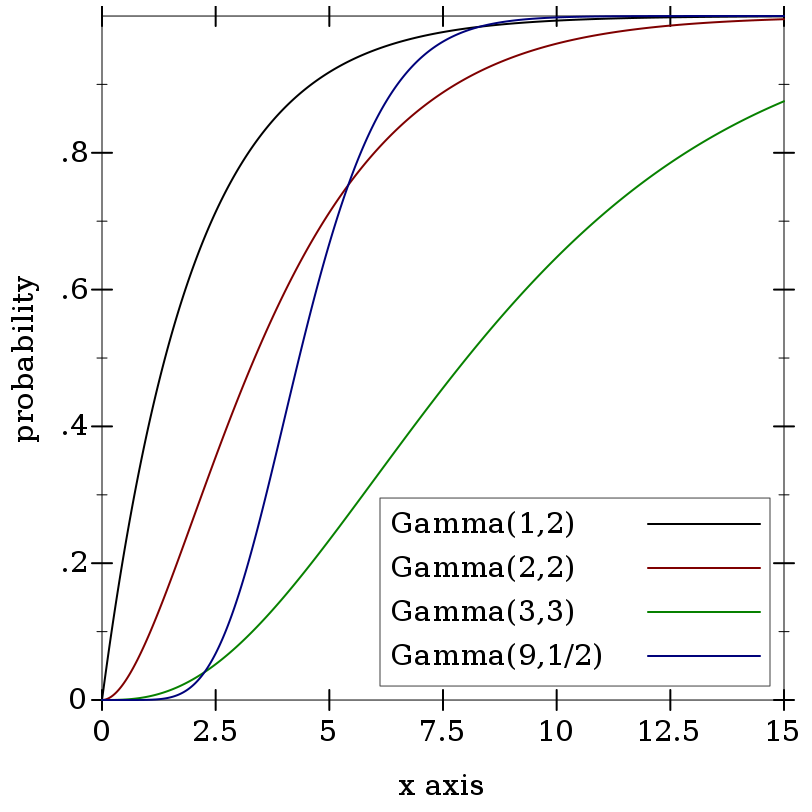 .8
.6
.4
.2
0
probability
0 2.5 5 7.5 10 12.5 15
x axis
Gamma(1,2)
Gamma(2,2)
Gamma(3,3)
Gamma(9,1/2)